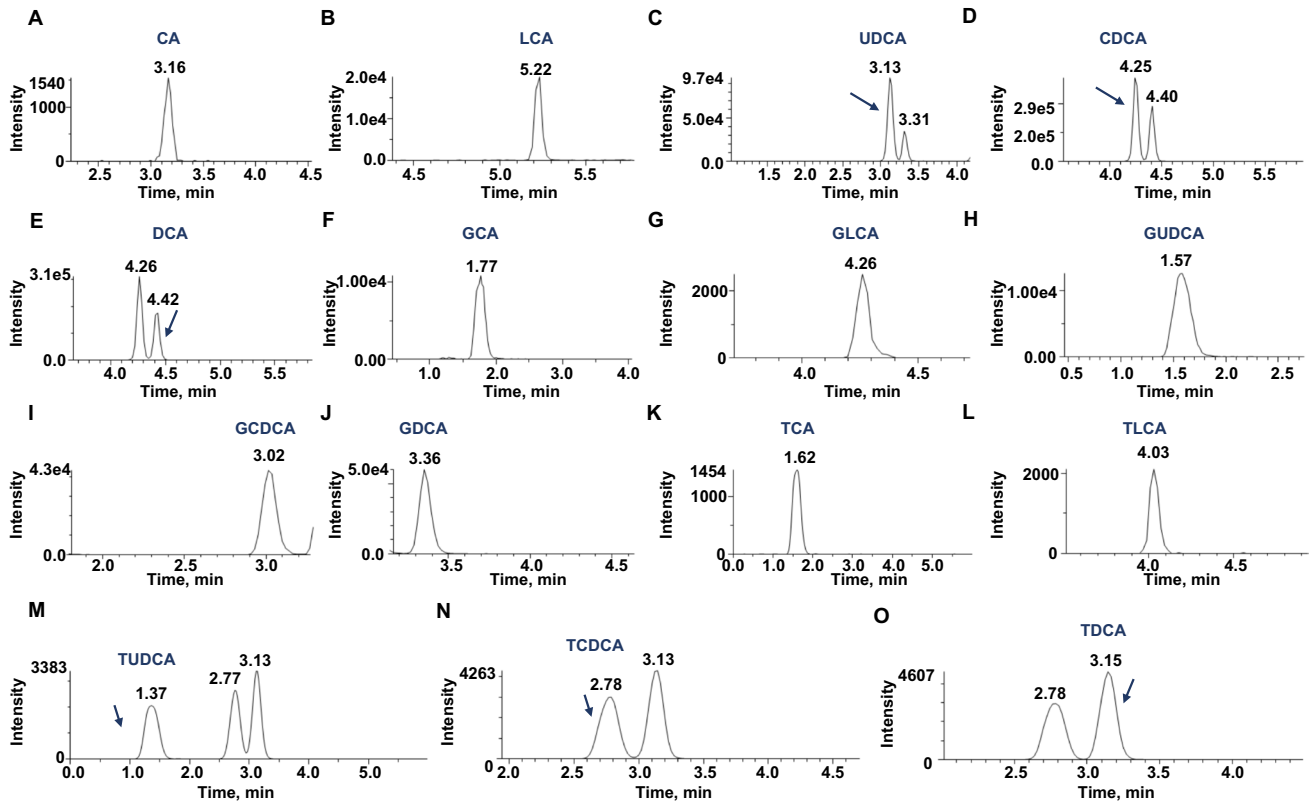 A
CA
3.16
1540
1000
0
Intensity
2.5 3.0 3.5 4.0 4.5
Time, min
B
LCA
5.22
2.0e4
1.0e4
0.0
Intensity
4.5 5.0 5.5
Time, min
C
UDCA
3.13
3.31
9.7e4
5.0e4
0.0
Intensity
1.5 2.0 2.5 3.0 3.5 4.0
Time, min
D
CDCA
4.25
4.40
2.9e5
2.0e5
0.0
Intensity
4.0 4.5 5.0 5.5
Time, min
E
DCA
4.26
4.42
3.1e5
0.0
Intensity
4.0 4.5 5.0 5.5
Time, min
F
GCA
1.77
1.00e4
0.00
Intensity
1.0 2.0 3.0 4.0
Time, min
G
GLCA
4.26
2000
0
Intensity
4.0 4.5
Time, min
H
GUDCA
1.57
1.00e4
0.00
Intensity
0.5 1.0 1.5 2.0 2.5
Time, min
I
GCDCA
3.02
4.3e4
0.0
Intensity
2.0 2.5 3.0
Time, min
J
GDCA
3.36
5.0e4
0.0
Intensity
3.5 4.0 4.5
Time, min
K
TCA
1.62
1454
1000
0
Intensity
0.0 1.0 2.0 3.0 4.0 5.0
Time, min
L
TLCA
4.03
2000
0
Intensity
4.0 4.5
Time, min
M
TUDCA
1.37
2.77
3.13
3383
0
Intensity
0.0 1.0 2.0 3.0 4.0 5.0
Time, min
N
TCDCA
2.78
3.13
4263
0
Intensity
2.0 2.5 3.0 3.5 4.0 4.5
Time, min
O
TDCA
2.78
3.15
4607
0
Intensity
2.5 3.0 3.5 4.0
Time, min